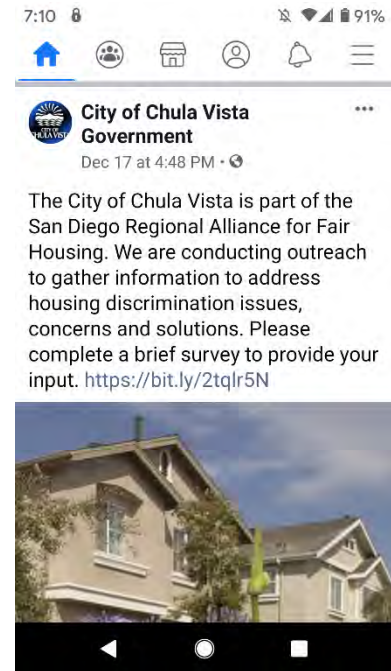 7:10
91%
City of Chula Vista
Government
Dec 17 at 4:48 PM
The City of Chula Vista is part of the
San Diego Regional Alliance for Fair
Housing. We are conducting outreach
to gather information to address
housing discrimination issues,
concerns and solutions. Please
complete a brief survey to provide your
input. https://bit.ly/2tqlr5N